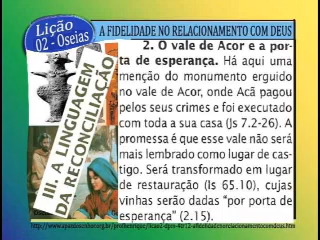 Lição
02 - Oseias
A FIDELIDADE NO RELACIONAMENTO COM DEUS
III. A LINGUAGEM
DA RECONCILIAÇÃO
2. O vale de Acor e a por-
ta de esperança. Há aqui uma
menção do monumento erguido
no vale de Acor, onde Acã pagou
pelos seus crimes e foi executado
com toda a sua casa (Js 7.2-26). A
promessa é que esse vale não será
mais lembrado como lugar de cas-
tigo. Será transformado em lugar
de restauração (Is 65.10), cujas
vinhas serão dadas "por porta de
esperança" (2.15).